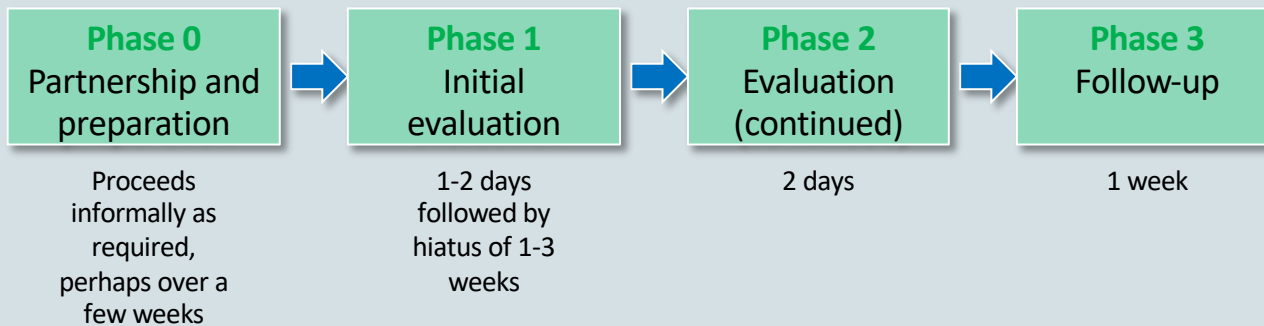 Phase 0
Partnership and
preparation
Proceeds
informally as
required,
perhaps over a
few weeks
Phase 1
Initial
evaluation
1-2 days
followed by
hiatus of 1-3
weeks
Phase 2
Evaluation
(continued)
2 days
Phase 3
Follow-up
1 week